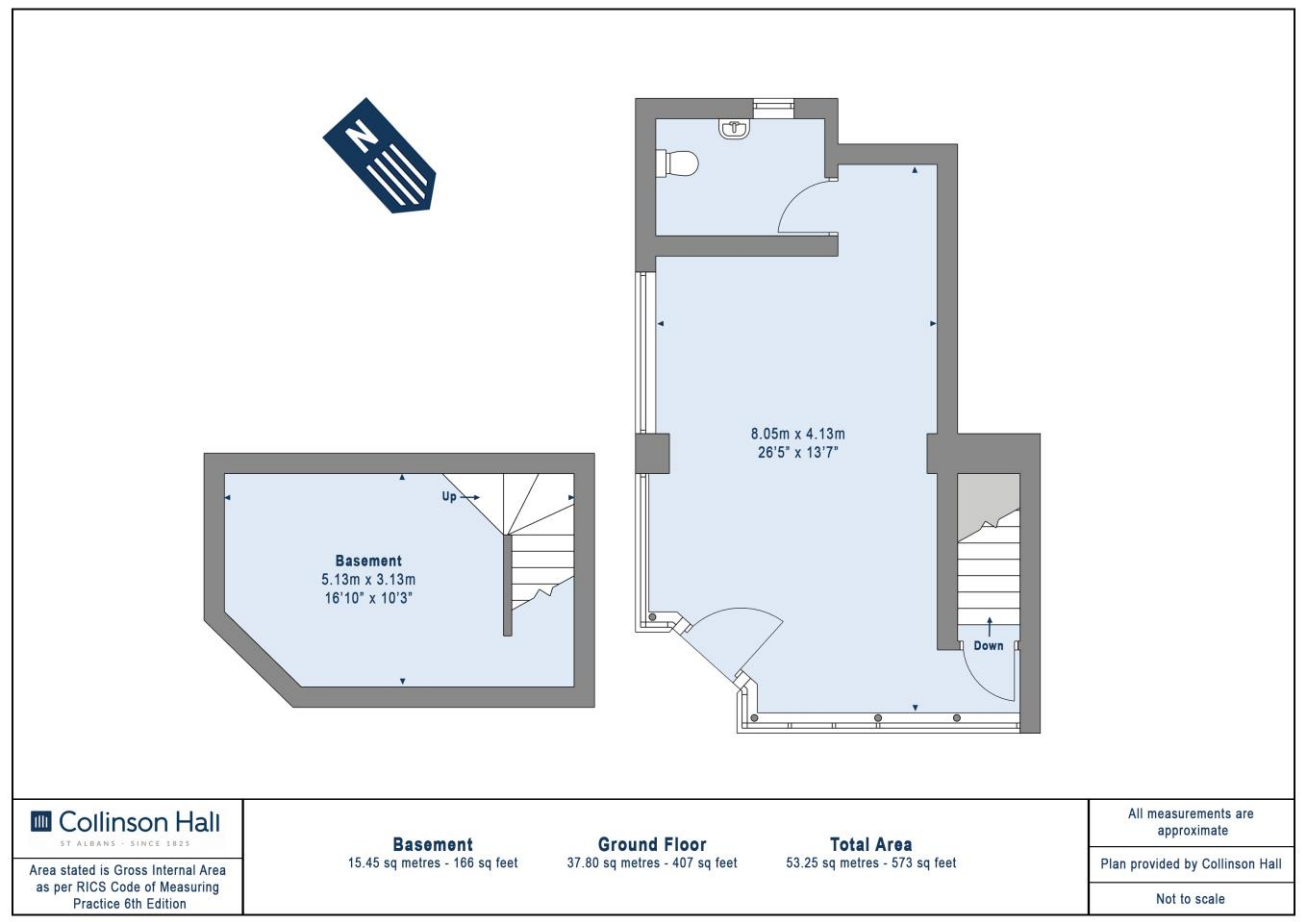 N
8.05m x 4.13m
26'5" x 13'7"
Up
Basement
5.13m x 3.13m
16'10" x 10'3"
Down
Collinson Hall
ST ALBANS - SINCE 1823
Area stated is Gross Internal Area
as per RICS Code of Measuring
Practice 6th Edition
Basement
15.45 sq metres - 166 sq feet
Ground Floor
37.80 sq metres - 407 sq feet
Total Area
53.25 sq metres - 573 sq feet
All measurements are
approximate
Plan provided by Collinson Hall
Not to scale